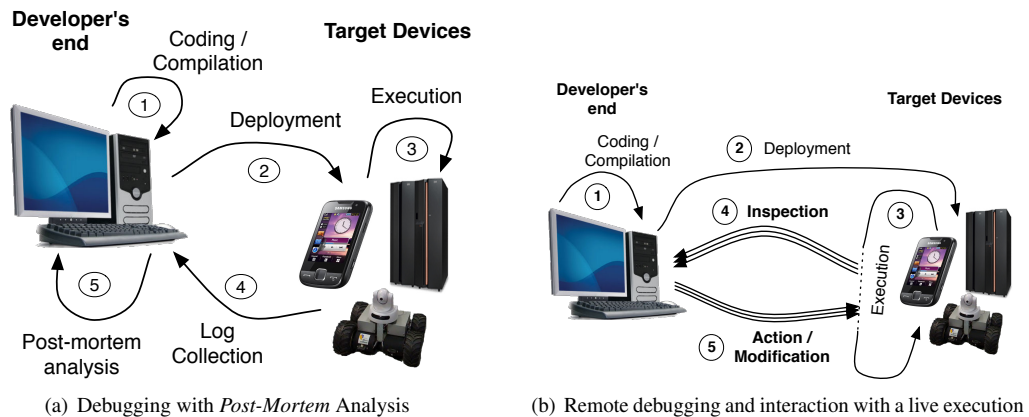 Developer's
end
Target Devices
Coding /
Compilation
1
Execution
Deployment
3
2
5
4
Post-mortem
analysis
Log
Collection
(a) Debugging with Post-Mortem Analysis
Developer's
end
Target Devices
Coding /
Compilation
2 Deployment
1
4 Inspection
3
Execution
5 Action /
Modification
(b) Remote debugging and interaction with a live execution